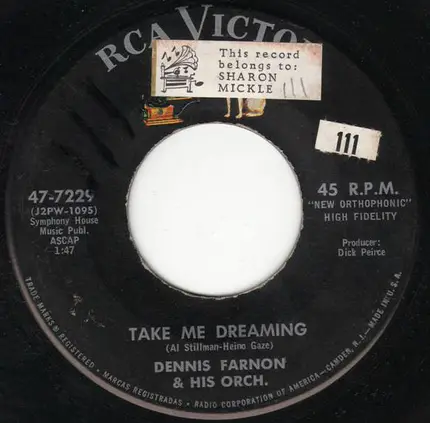 RCA VICTOR
This record
belongs to:
SHARON
MICKLE 111
111
47-7229
(J2PW-1095)
Symphony House
Music Publ.
ASCAP
1:47
45 R.P.M.
"NEW ORTHOPHONIC"
HIGH FIDELITY
Producer:
Dick Peirce
TAKE ME DREAMING
(Al Stillman-Heino Gaze)
DENNIS FARNON
& HIS ORCH.
TRADE MARKS ® REGISTERED • MARCAS REGISTRADAS • RADIO CORPORATION OF AMERICA—CAMDEN, N.J.—MADE IN U.S.A.